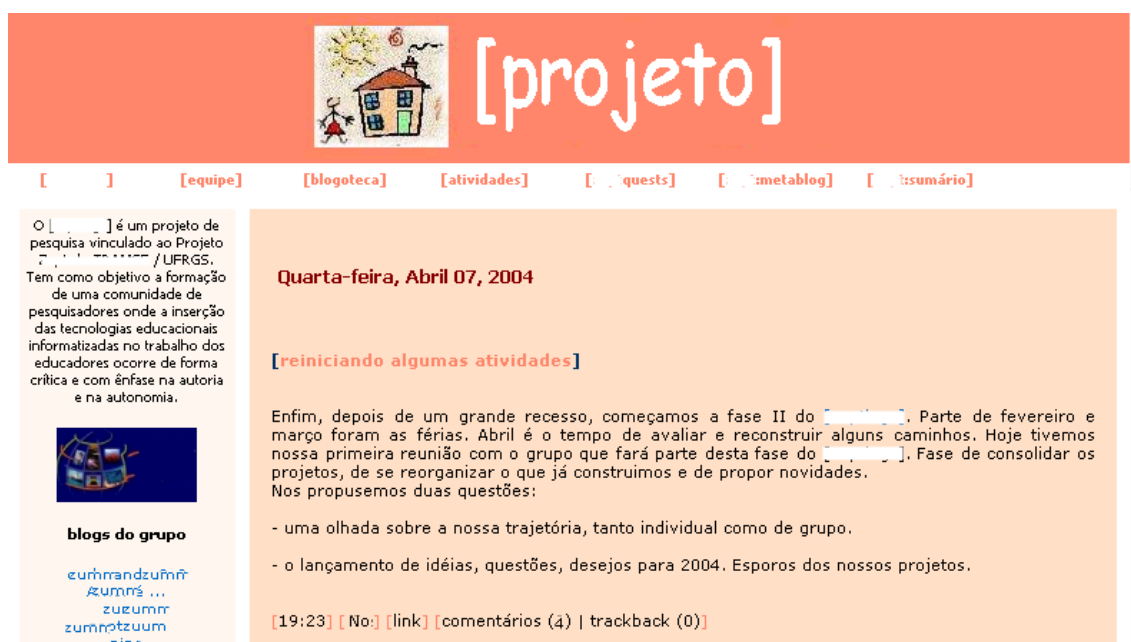 [projeto]
[ ] [equipe] [blogoteca] [atividades] [ quests] [ :metablog] [ t:sumário]
O [ ] é um projeto de
pesquisa vinculado ao Projeto
/ UFRGS.
Tem como objetivo a formação
de uma comunidade de
pesquisadores onde a inserção
das tecnologias educacionais
informatizadas no trabalho dos
educadores ocorre de forma
crítica e com ênfase na autoria
e na autonomia.
blogs do grupo
Quarta-feira, Abril 07, 2004
[reiniciando algumas atividades]
Enfim, depois de um grande recesso, começamos a fase II do [ ]. Parte de fevereiro e
março foram as férias. Abril é o tempo de avaliar e reconstruir alguns caminhos. Hoje tivemos
nossa primeira reunião com o grupo que fará parte desta fase do [ ]. Fase de consolidar os
projetos, de se reorganizar o que já construimos e de propor novidades.
Nos propusemos duas questões:
- uma olhada sobre a nossa trajetória, tanto individual como de grupo.
- o lançamento de idéias, questões, desejos para 2004. Esporos dos nossos projetos.
[19:23] [ No:] [link] [comentários (4) | trackback (0)]